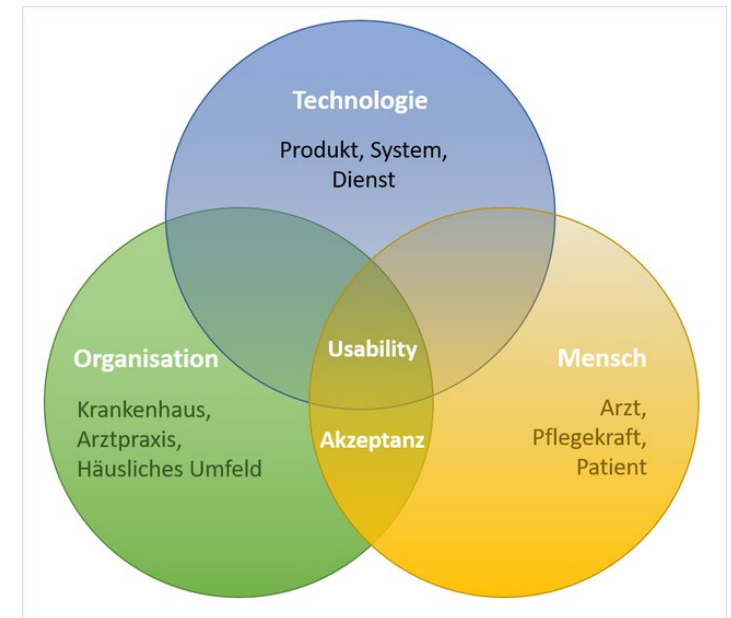 Technologie
Produkt, System,
Dienst
Usability
Akzeptanz
Organisation
Krankenhaus,
Arztpraxis,
Häusliches Umfeld
Mensch
Arzt,
Pflegekraft,
Patient